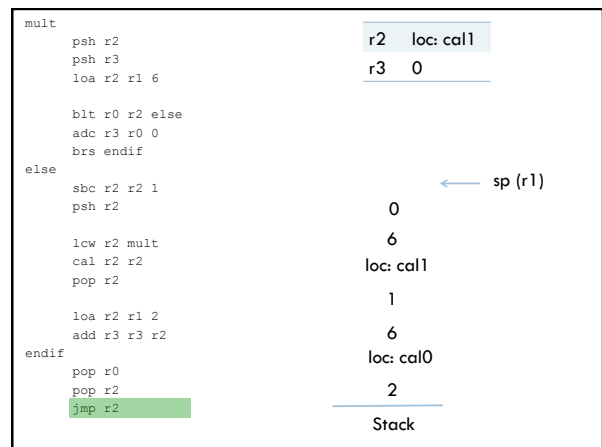 mult
psh r2
psh r3
loa r2 r1 6
blt r0 r2 else
adc r3 r0 0
brs endif
else
sbc r2 r2 1
psh r2
lcw r2 mult
cal r2 r2
pop r2
loa r2 r1 2
add r3 r3 r2
endif
pop r0
pop r2
jmp r2
r2 loc: cal1
r3 0
sp (r1)
0
6
loc: cal1
1
6
loc: cal0
2
Stack